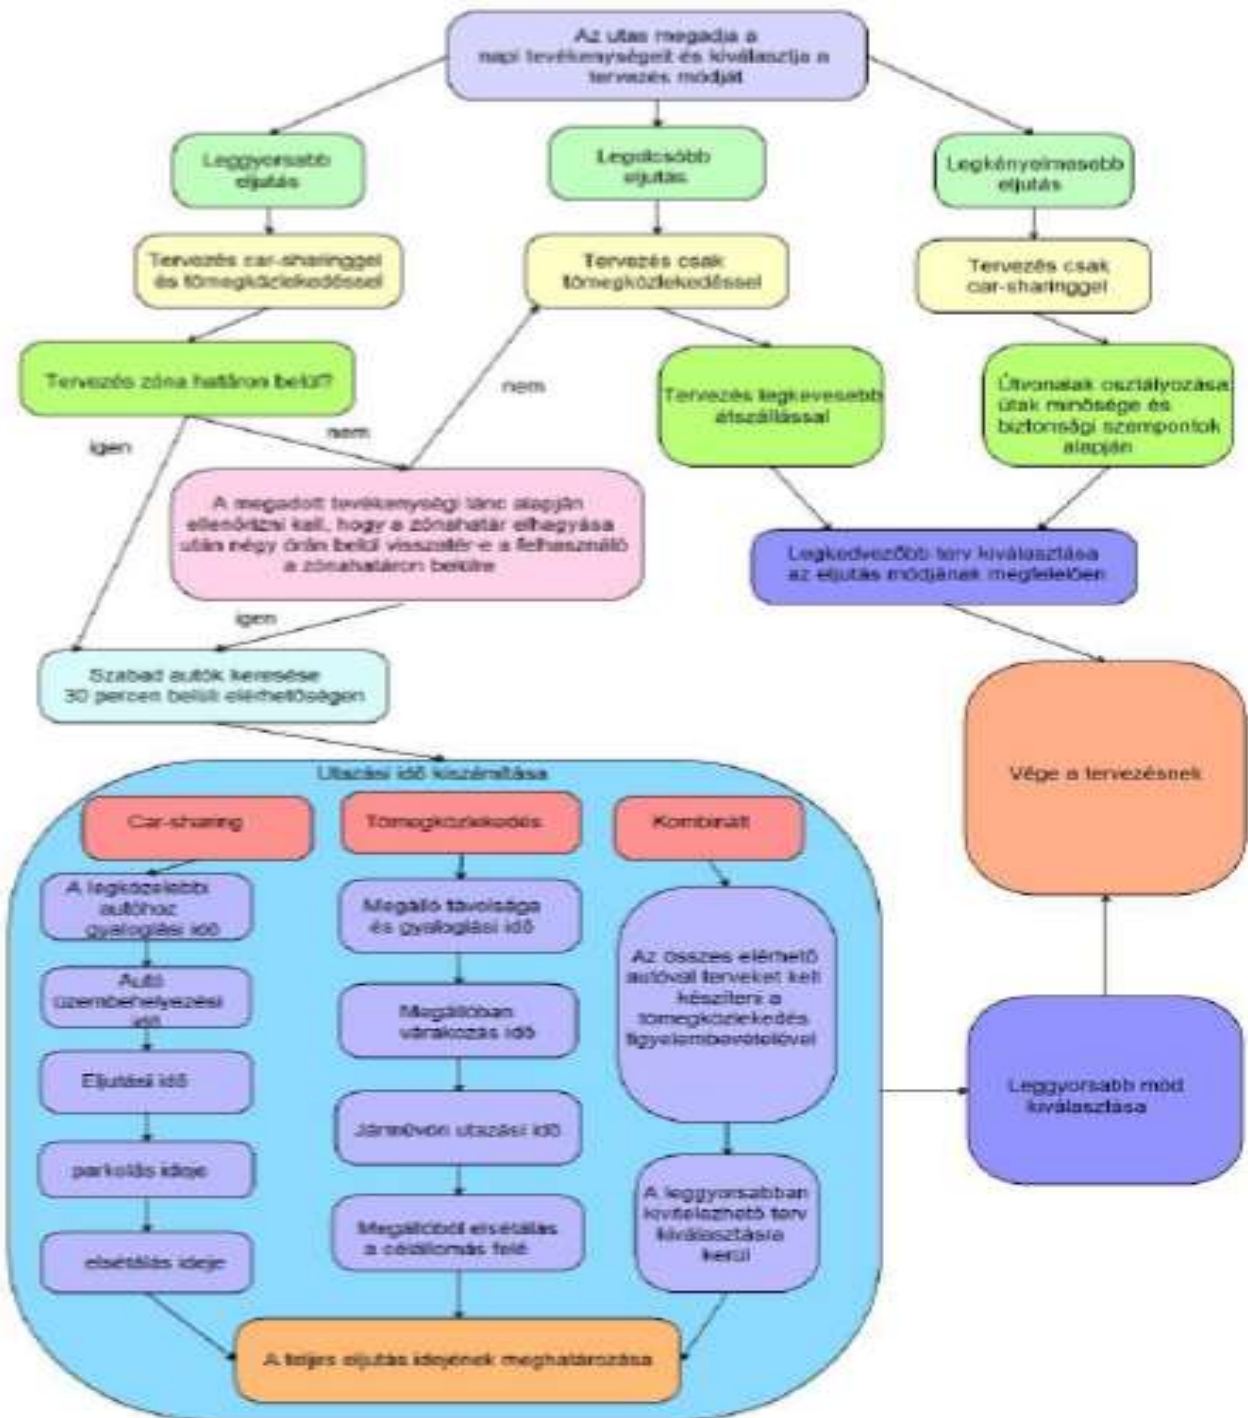 Az utas megadja a
napi tevékenységeit és kiválasztja a
tervezés módját
Leggyorsabb
eljutás
Legolcsóbb
eljutás
Legkényelmesebb
eljutás
Tervezés car-sharinggel
és tömegközlekedéssel
Tervezés csak
tömegközlekedéssel
Tervezés csak
car-sharinggel
Tervezés zóna határon belül?
nem
Tervezés legkevesebb
átszállással
Útvonalak osztályozása
útak minősége és
biztonsági szempontok
alapján
igen
nem
A megadott tevékenységi lánc alapján
ellenőrizni kell, hogy a zónahatár elhagyása
után négy órán belül visszatér-e a felhasználó
a zónahatáron belülre
Legkedvezőbb terv kiválasztása
az eljutás módjának megfelelően
igen
Szabad autók keresése
30 percen belüli elérhetőségen
Utazási idő kiszámítása
Vége a tervezésnek
Car-sharing
Tömegközlekedés
Kombinált
A legközelebbi
autóhoz
gyaloglási idő
Autó
üzembehelyezési
idő
Eljutási idő
parkolás ideje
elsétálás ideje
Megálló távolsága
és gyaloglási idő
Megállóban
várakozás idő
Járművön utazási idő
Megállóból elsétálás
a célállomás felé
Az összes elérhető
autóval terveket kell
készíteni a
tömegközlekedés
figyelembevételével
A leggyorsabban
kivitelezhető terv
kiválasztásra
kerül
A teljes eljutás idejének meghatározása
Leggyorsabb mód
kiválasztása